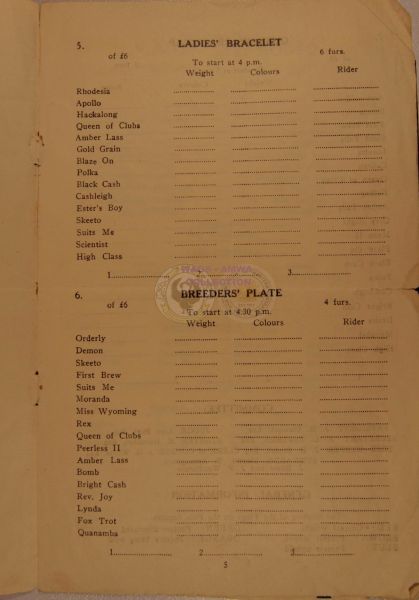 5. LADIES' BRACELET
of £6 6 furs.
To start at 4 p.m.
Weight Colours Rider
Rhodesia
Apollo
Hackalong
Queen of Clubs
Amber Lass
Gold Grain
Blaze On
Polka
Black Cash
Cashleigh
Ester's Boy
Skeeto
Suits Me
Scientist
High Class
1 2 3
WAGS - AMWA
COLLECTION
6. BREEDERS' PLATE
of £6 4 furs.
To start at 4:30 p.m.
Weight Colours Rider
Orderly
Demon
Skeeto
First Brew
Suits Me
Moranda
Miss Wyoming
Rex
Queen of Clubs
Peerless II
Amber Lass
Bomb
Bright Cash
Rev. Joy
Lynda
Fox Trot
Quanamba
1 2 3
5